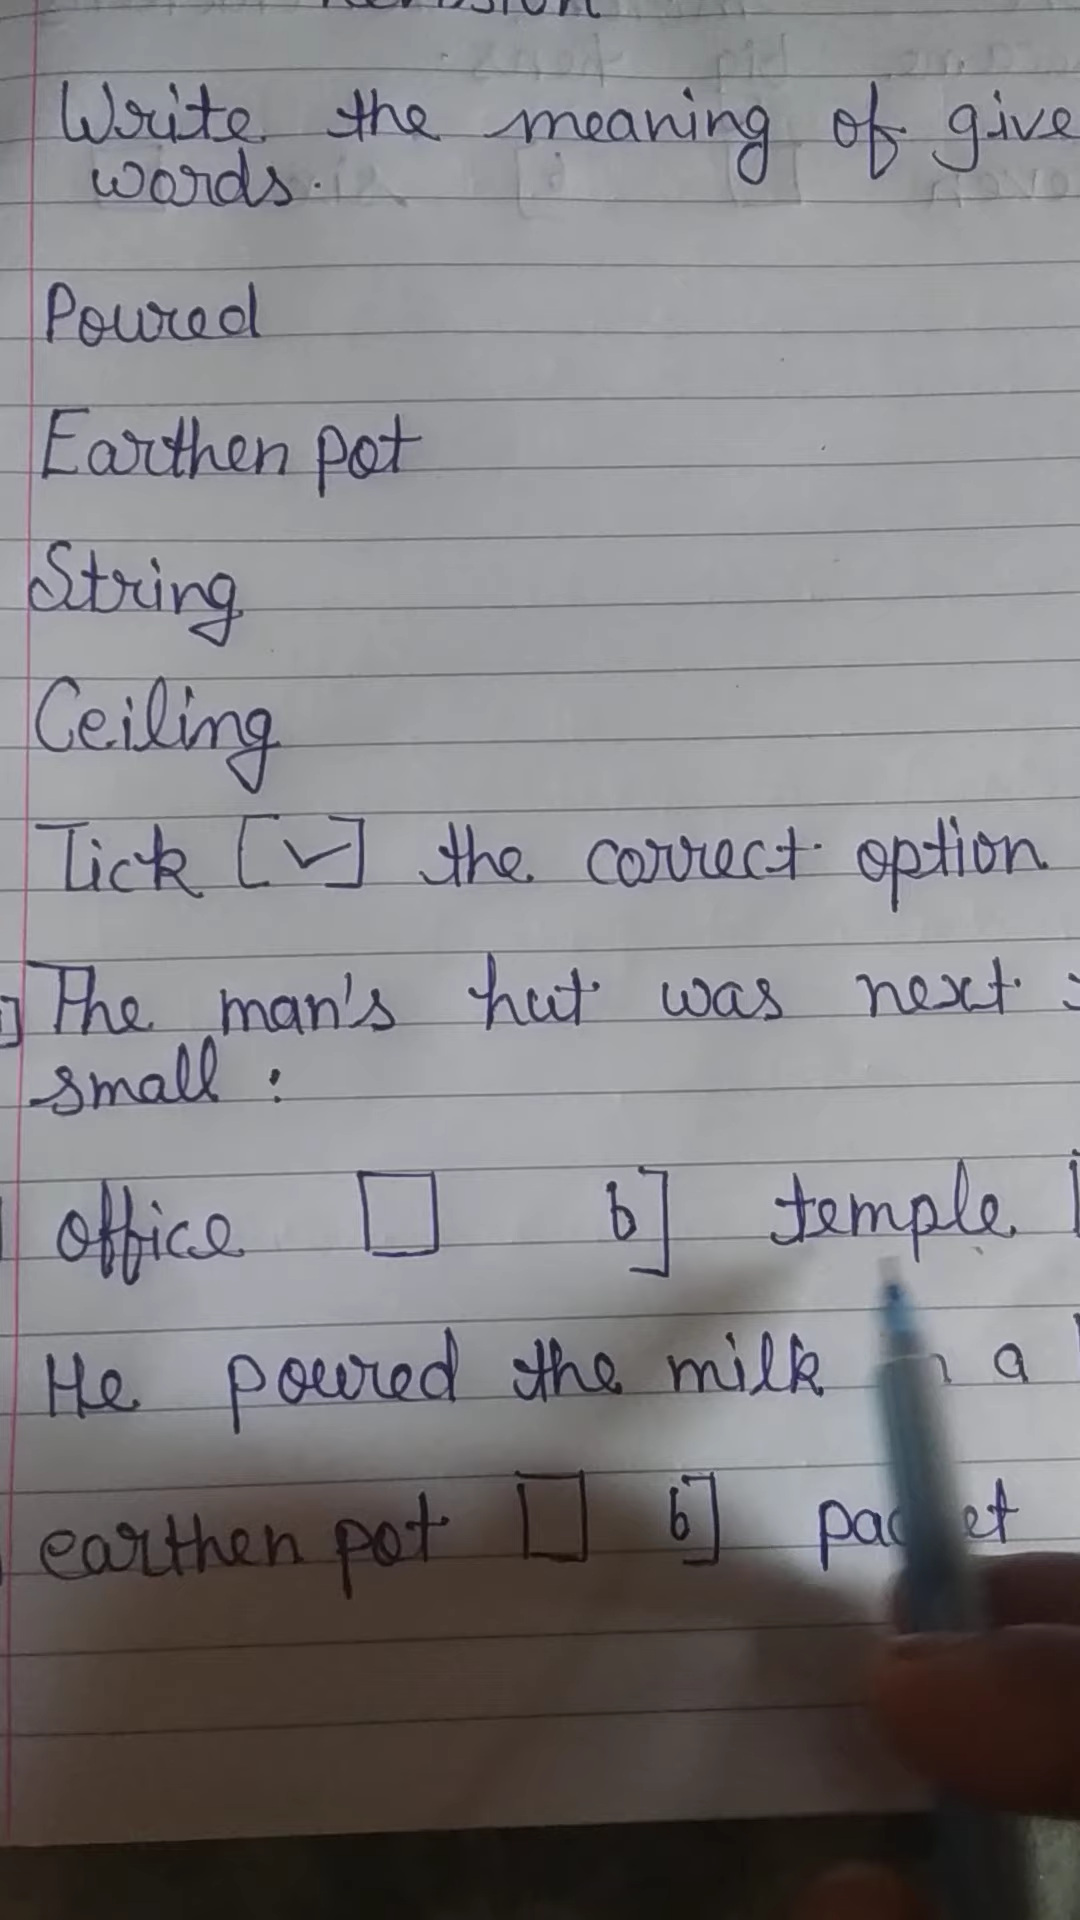 Write the meaning of give
words.
Poured
Earthen pot
String
Ceiling
Tick [✓] the correct option
] The man's hut was next
small :
office □ b] temple
He poured the milk a
earthen pot □ b]